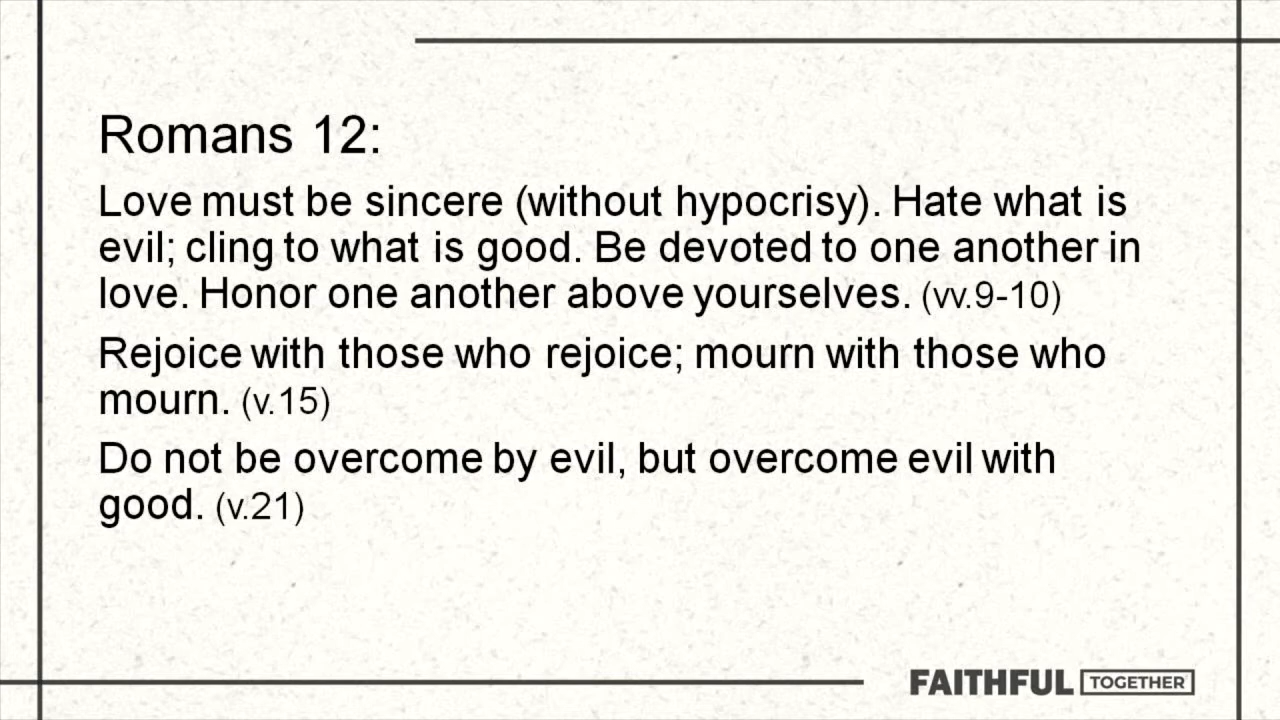 Romans 12:
Love must be sincere (without hypocrisy). Hate what is
evil; cling to what is good. Be devoted to one another in
love. Honor one another above yourselves. (vv.9-10)
Rejoice with those who rejoice; mourn with those who
mourn. (v.15)
Do not be overcome by evil, but overcome evil with
good. (v.21)
FAITHFUL TOGETHER